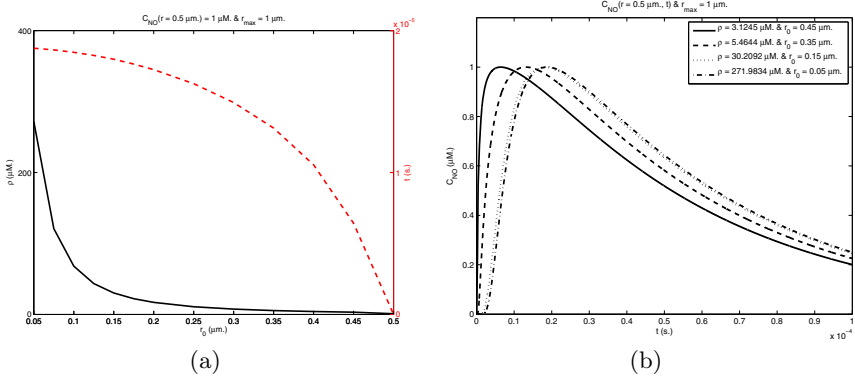 C_NO(r = 0.5 µm.) = 1 µM. & r_max = 1 µm.
400
200
0
ρ (µM.)
2
x 10^-5
1
0
t (s.)
0.05 0.1 0.15 0.2 0.25 0.3 0.35 0.4 0.45 0.5
r_0 (µm.)
(a)
C_NO(r = 0.5 µm., t) & r_max = 1 µm.
ρ = 3.1245 µM. & r_0 = 0.45 µm.
ρ = 5.4644 µM. & r_0 = 0.35 µm.
ρ = 30.2092 µM. & r_0 = 0.15 µm.
ρ = 271.9834 µM. & r_0 = 0.05 µm.
1.2
1
0.8
0.6
0.4
0.2
0
C_NO (µM.)
0 0.1 0.2 0.3 0.4 0.5 0.6 0.7 0.8 0.9 1
t (s.)
x 10^-4
(b)